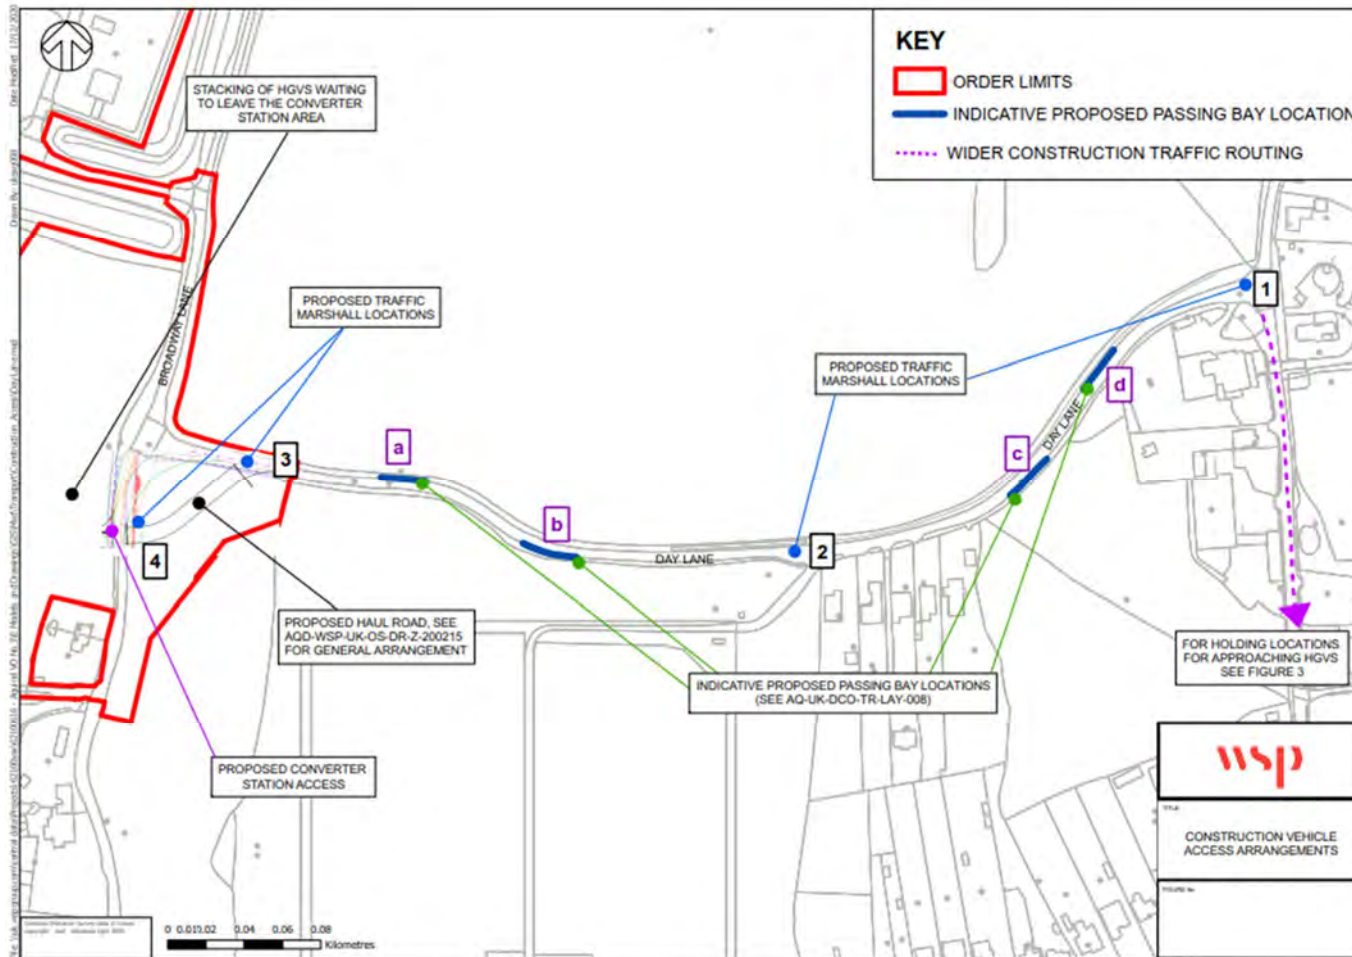 KEY
ORDER LIMITS
INDICATIVE PROPOSED PASSING BAY LOCATION
WIDER CONSTRUCTION TRAFFIC ROUTING
STACKING OF HGVS WAITING
TO LEAVE THE CONVERTER
STATION AREA
BROADWAY LANE
PROPOSED TRAFFIC
MARSHALL LOCATIONS
1
PROPOSED TRAFFIC
MARSHALL LOCATIONS
d
DAY LANE
3
a
c
b
DAY LANE
2
4
PROPOSED HAUL ROAD, SEE
AQD-WSP-UK-OS-DR-Z-200215
FOR GENERAL ARRANGEMENT
FOR HOLDING LOCATIONS
FOR APPROACHING HGVS
SEE FIGURE 3
INDICATIVE PROPOSED PASSING BAY LOCATIONS
(SEE AQ-UK-DCO-TR-LAY-008)
PROPOSED CONVERTER
STATION ACCESS
wsp
TITLE
CONSTRUCTION VEHICLE
ACCESS ARRANGEMENTS
0 0.010.02 0.04 0.06 0.08
Kilometres